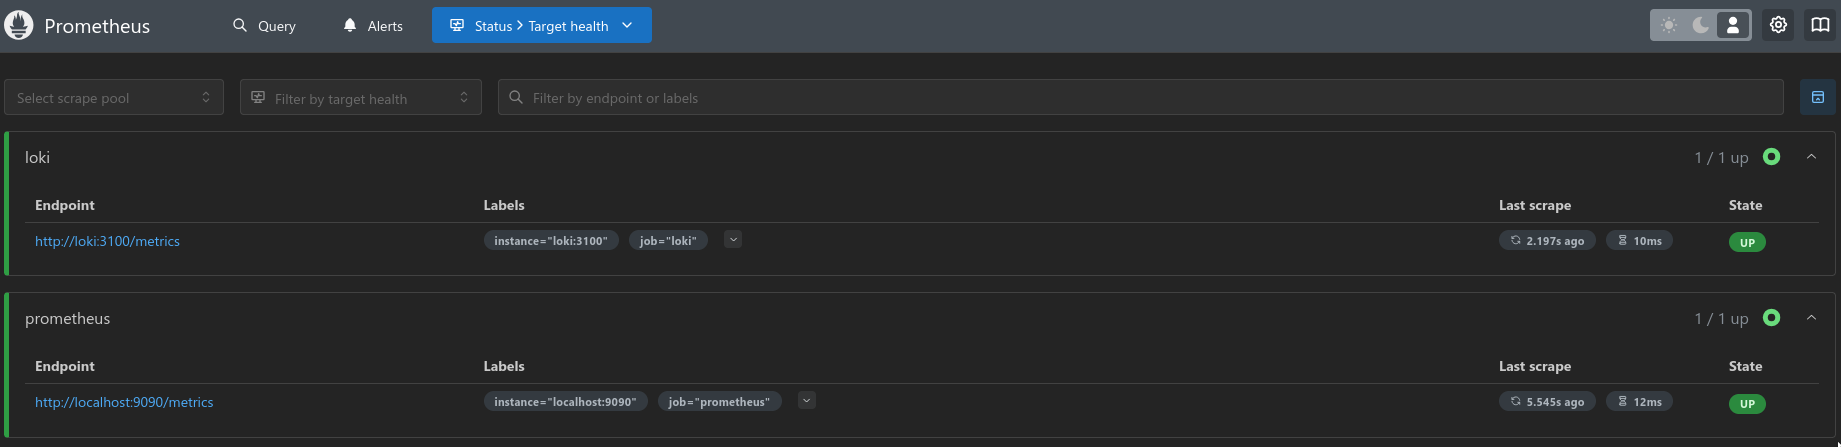 Prometheus Query Alerts Status > Target health
Select scrape pool Filter by target health Filter by endpoint or labels
loki 1 / 1 up
Endpoint Labels Last scrape State
http://loki:3100/metrics instance="loki:3100" job="loki" 2.197s ago 10ms UP
prometheus 1 / 1 up
Endpoint Labels Last scrape State
http://localhost:9090/metrics instance="localhost:9090" job="prometheus" 5.545s ago 12ms UP